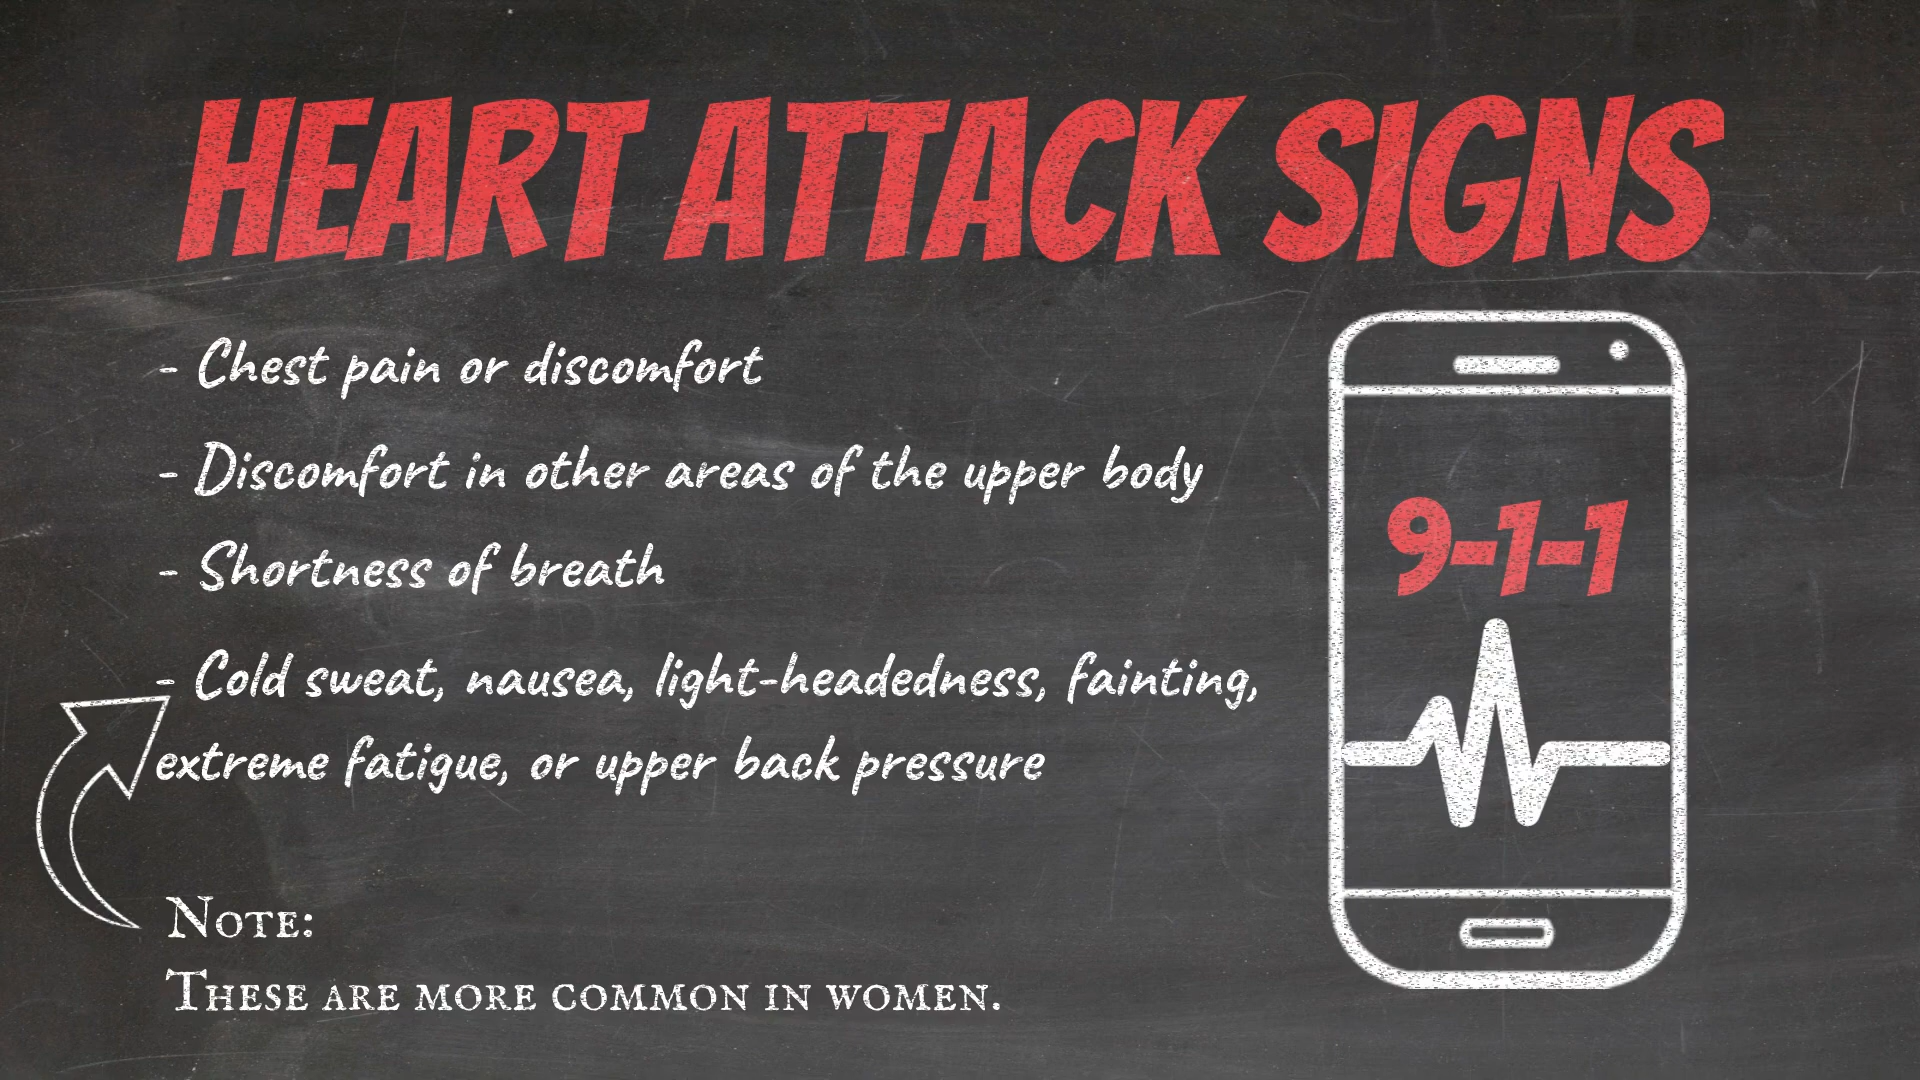 HEART ATTACK SIGNS
- Chest pain or discomfort
- Discomfort in other areas of the upper body
- Shortness of breath
- Cold sweat, nausea, light-headedness, fainting,
extreme fatigue, or upper back pressure
9-1-1
NOTE:
THESE ARE MORE COMMON IN WOMEN.